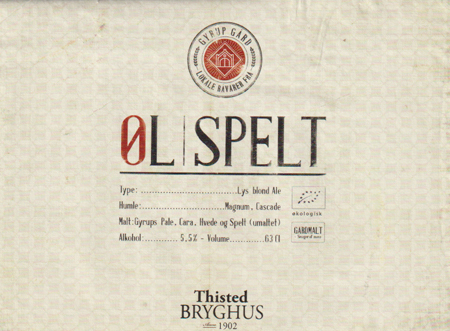 GYRUP GÅRD
LOKALE RÅVARER FRA
ØL|SPELT
Type: ........................Lys blond Ale
Humle:........................Magnum, Cascade
Malt:Gyrups Pale, Cara, Hvede og Spelt (umaltet)
Alkohol:............ 5,5% - Volume..........63 Cl
økologisk
GÅRDMALT
Thisted
BRYGHUS
1902